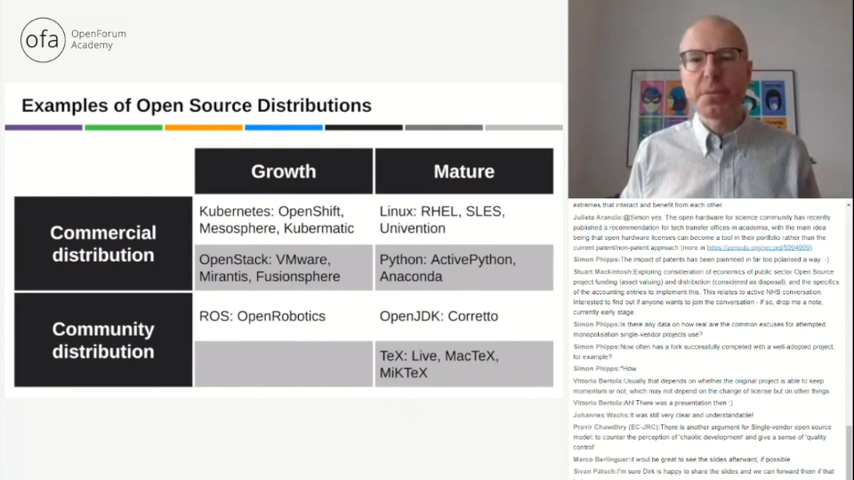 ofa
OpenForum
Academy
Examples of Open Source Distributions
Growth
Mature
Commercial
distribution
Kubernetes: OpenShift,
Mesosphere, Kubermatic
Linux: RHEL, SLES,
Univention
OpenStack: VMware,
Mirantis, Fusionsphere
Python: ActivePython,
Anaconda
Community
distribution
ROS: OpenRobotics
OpenJDK: Corretto
TeX: Live, MacTeX,
MiKTeX
extremes that interact and benefit from each other
Julieta Arancio:@Simon yes. The open hardware for science community has recently
published a recommendation for tech transfer offices in academia, with the main idea
being that open hardware licenses can become a tool in their portfolio rather than the
current patent/non-patent approach (more in
Simon Phipps:The impact of patents has been painted in far too polarised a way :-)
Stuart Mackintosh:Exploring consideration of economics of public sector Open Source
project funding (asset valuing) and distribution (considered as disposal), and the specifics
of the accounting entries to implement this. This relates to active NHS conversation.
Interested to find out if anyone wants to join the conversation - if so, drop me a note,
currently early stage.
Simon Phipps:Is there any data on how real are the common excuses for attempted
monopolisation single-vendor projects use?
Simon Phipps:Now often has a fork successfully competed with a well-adopted project,
for example?
Simon Phipps:*How
Vittorio Bertola:Usually that depends on whether the original project is able to keep
momentum or not, which may not depend on the change of license but on other things
Vittorio Bertola:Ah! There was a presentation then :)
Johannes Wachs:It was still very clear and understandable!
Pravir Chawdhry (EC-JRC):There is another argument for Single-vendor open source
model: to counter the perception of 'chaotic development' and give a sense of 'quality
control'
Marco Berlinguer:it woul be great to see the slides afterward, if possible
Sivan Pätsch:I'm sure Dirk is happy to share the slides and we can forward them if that